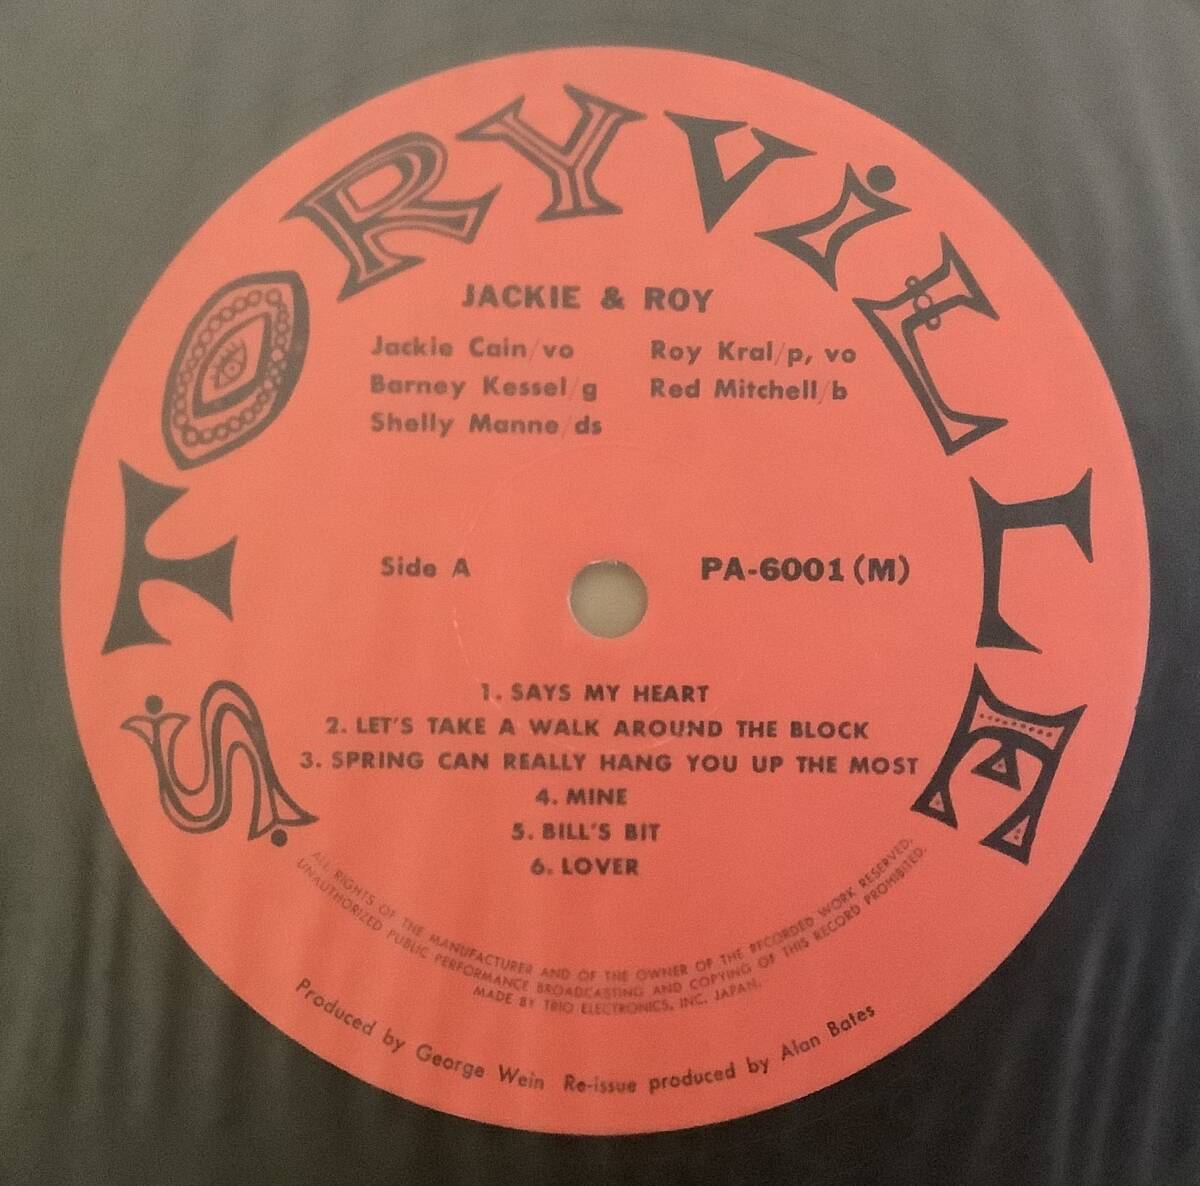 STORYViLLE
JACKIE & ROY
Jackie Cain/vo Roy Kral/p, vo
Barney Kessel/g Red Mitchell/b
Shelly Manne/ds
Side A PA-6001(M)
1. SAYS MY HEART
2. LET'S TAKE A WALK AROUND THE BLOCK
3. SPRING CAN REALLY HANG YOU UP THE MOST
4. MINE
5. BILL'S BIT
6. LOVER
ALL RIGHTS OF THE MANUFACTURER AND OF THE OWNER OF THE RECORDED WORK RESERVED.
UNAUTHORIZED PUBLIC PERFORMANCE BROADCASTING AND COPYING OF THIS RECORD PROHIBITED.
MADE BY TRIO ELECTRONICS, INC. JAPAN.
Produced by George Wein Re-issue produced by Alan Bates